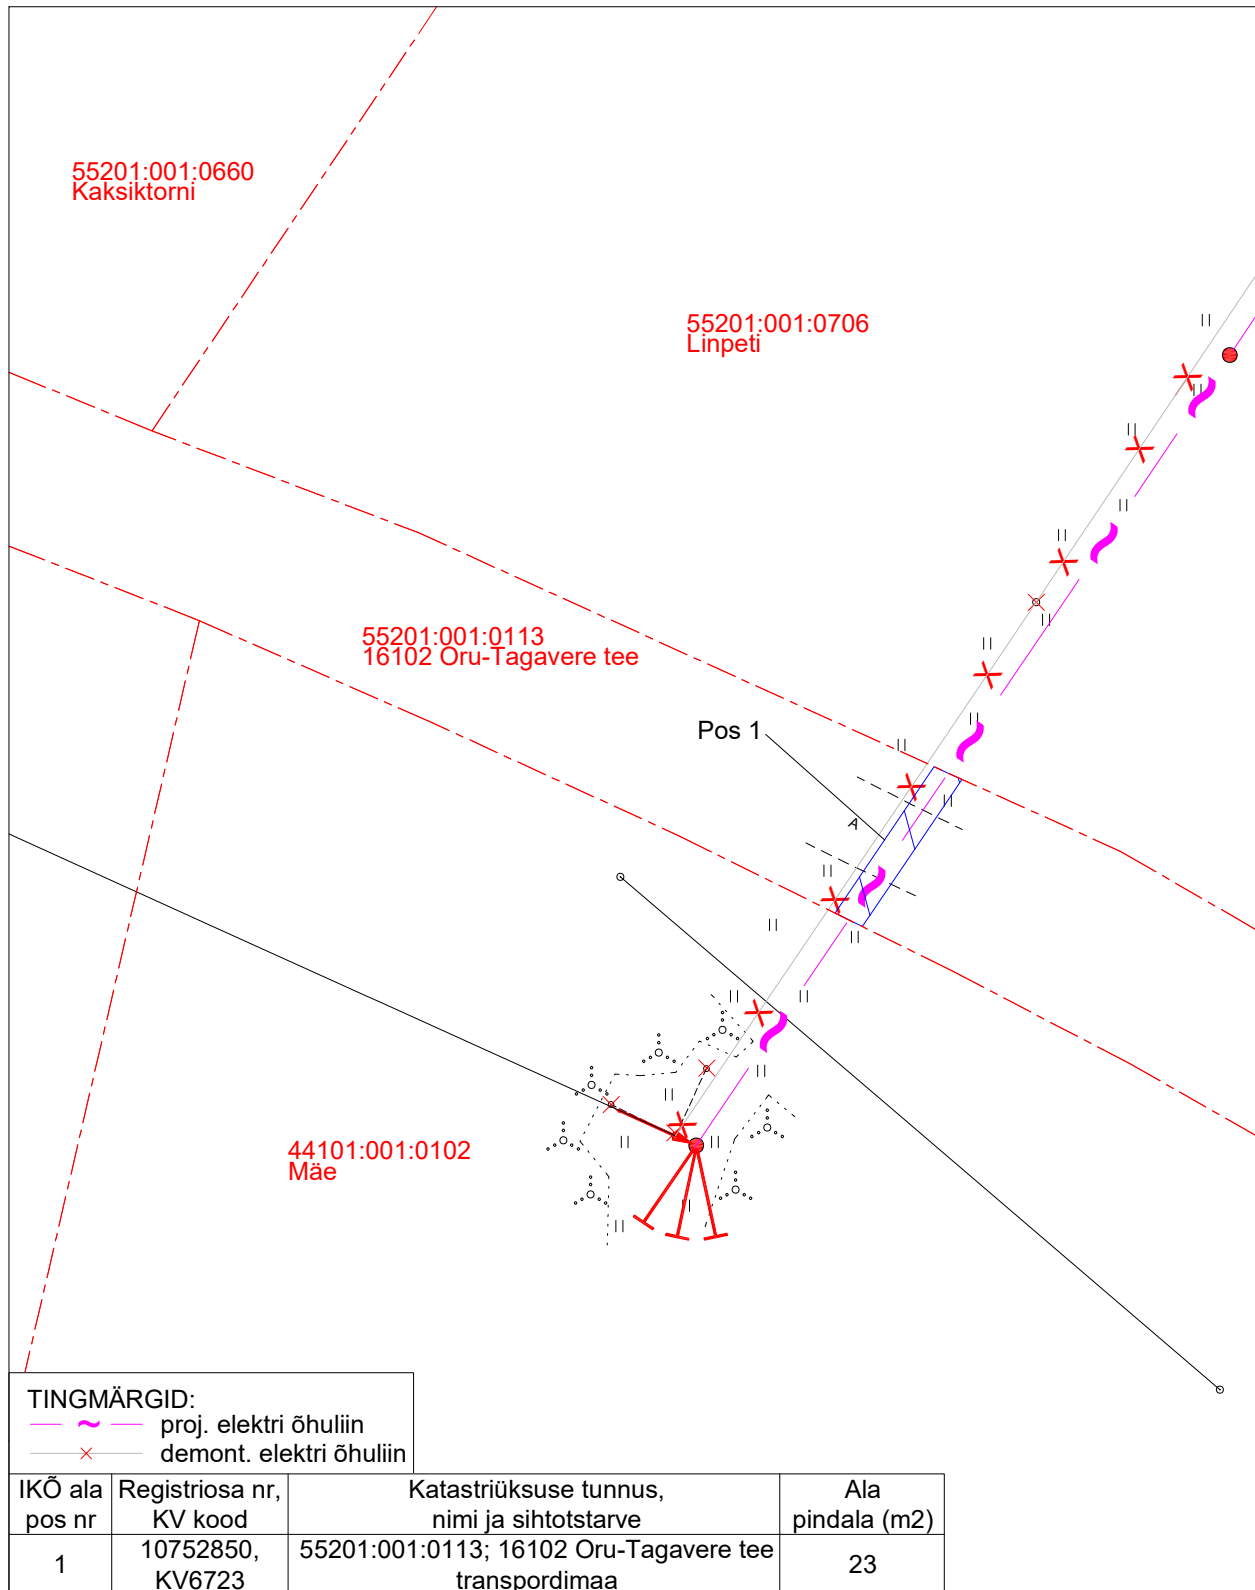 55201:001:0660
Kaksiktorni
55201:001:0706
Linpeti
55201:001:0113
16102 Oru-Tagavere tee
Pos 1
A
44101:001:0102
Mäe
TINGMÄRGID:
proj. elektri õhuliin
demont. elektri õhuliin
IKÕ ala pos nr
Registriosa nr, KV kood
Katastriüksuse tunnus, nimi ja sihtotstarve
Ala pindala (m2)
1
10752850, KV6723
55201:001:0113; 16102 Oru-Tagavere tee transpordimaa
23